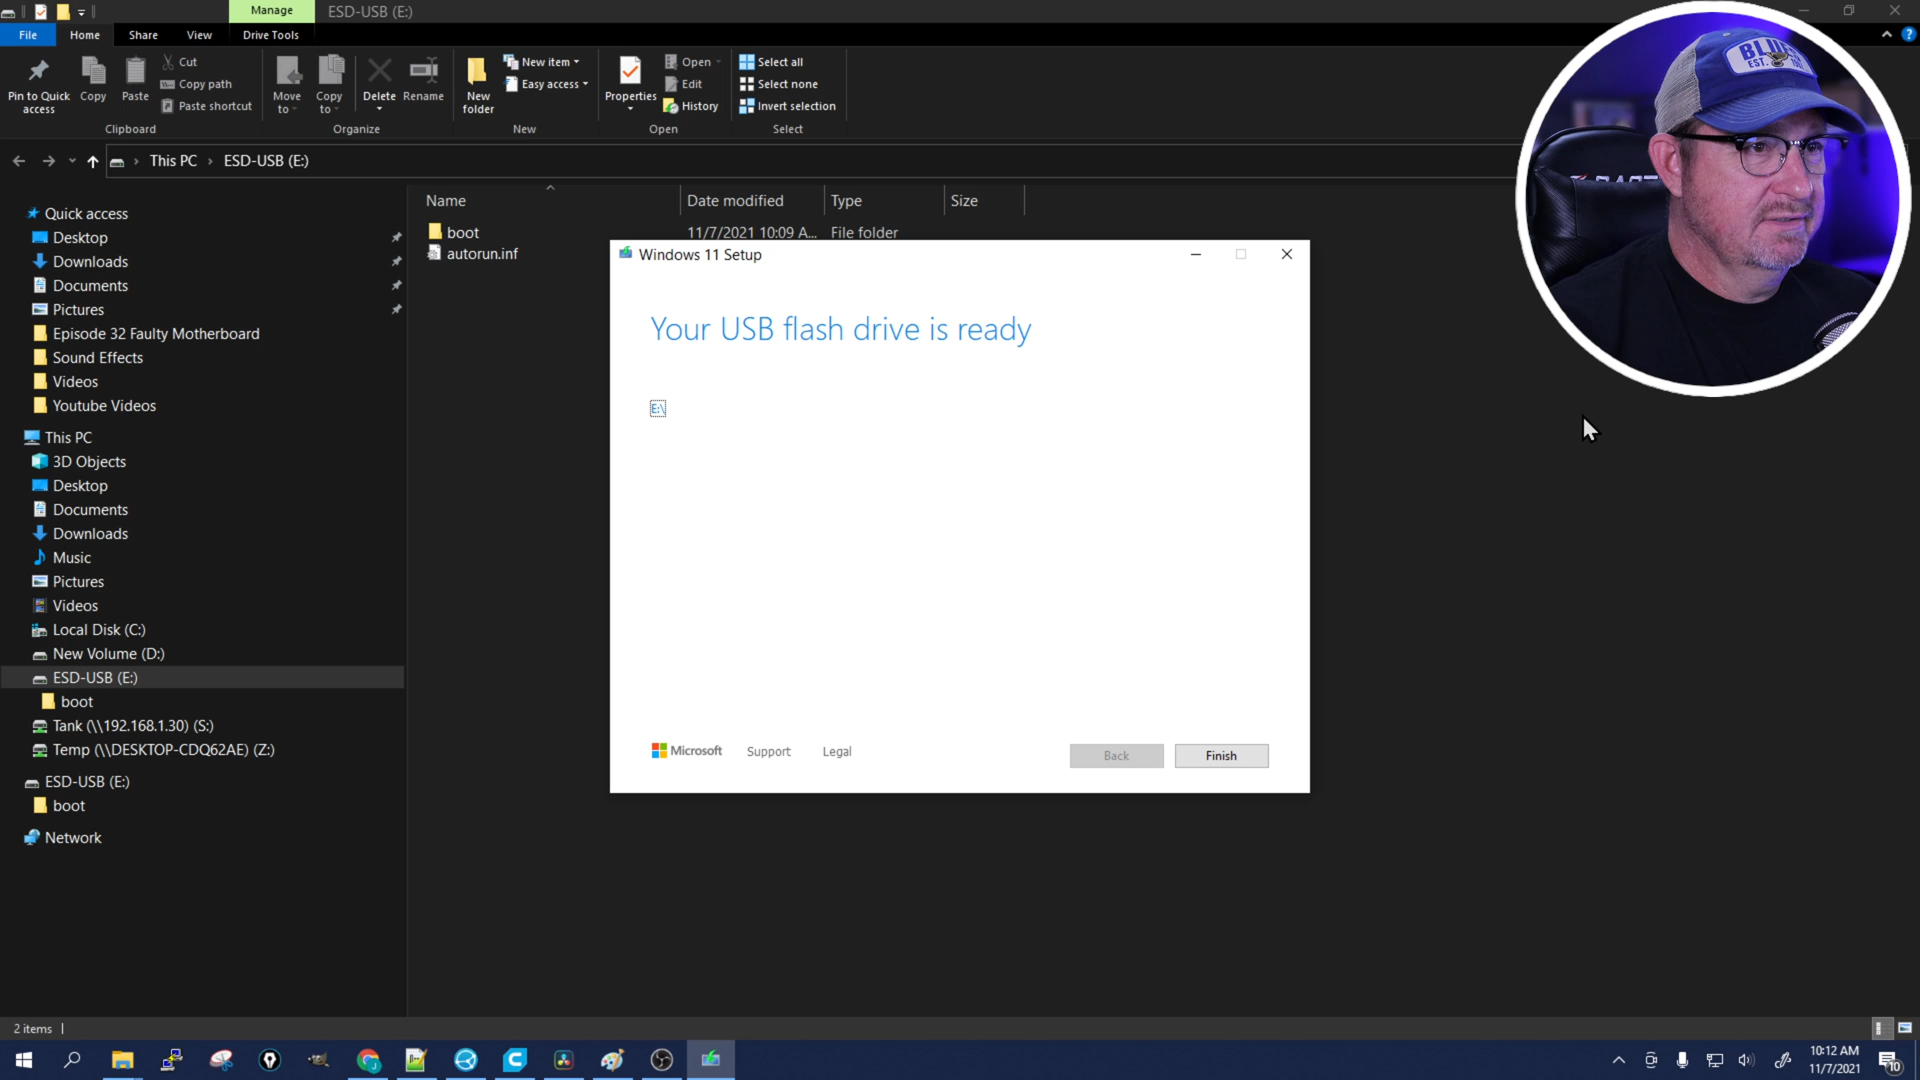 Manage
ESD-USB (E:)
File
Home
Share
View
Drive Tools
Pin to Quick
access
Copy
Paste
Cut
Copy path
Paste shortcut
Clipboard
Move
to
Copy
to
Delete
Rename
Organize
New
folder
New item
Easy access
New
Properties
Open
Edit
History
Open
Select all
Select none
Invert selection
Select
This PC
ESD-USB (E:)
Name
Date modified
Type
Size
boot
11/7/2021 10:09 A...
File folder
autorun.inf
Quick access
Desktop
Downloads
Documents
Pictures
Episode 32 Faulty Motherboard
Sound Effects
Videos
Youtube Videos
This PC
3D Objects
Desktop
Documents
Downloads
Music
Pictures
Videos
Local Disk (C:)
New Volume (D:)
ESD-USB (E:)
boot
Tank (\\192.168.1.30) (S:)
Temp (\\DESKTOP-CDQ62AE) (Z:)
ESD-USB (E:)
boot
Network
Windows 11 Setup
Your USB flash drive is ready
E:\
Microsoft
Support
Legal
Back
Finish
BLUES
2 items
10:12 AM
11/7/2021
10